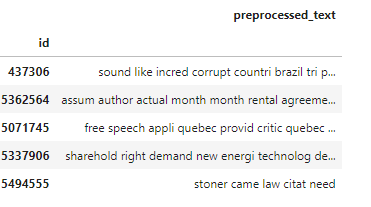 preprocessed_text
id
437306 sound like incred corrupt countri brazil tri p...
5362564 assum author actual month month rental agreeme...
5071745 free speech appli quebec provid critic quebec ...
5337906 sharehold right demand new energi technolog de...
5494555 stoner came law citat need